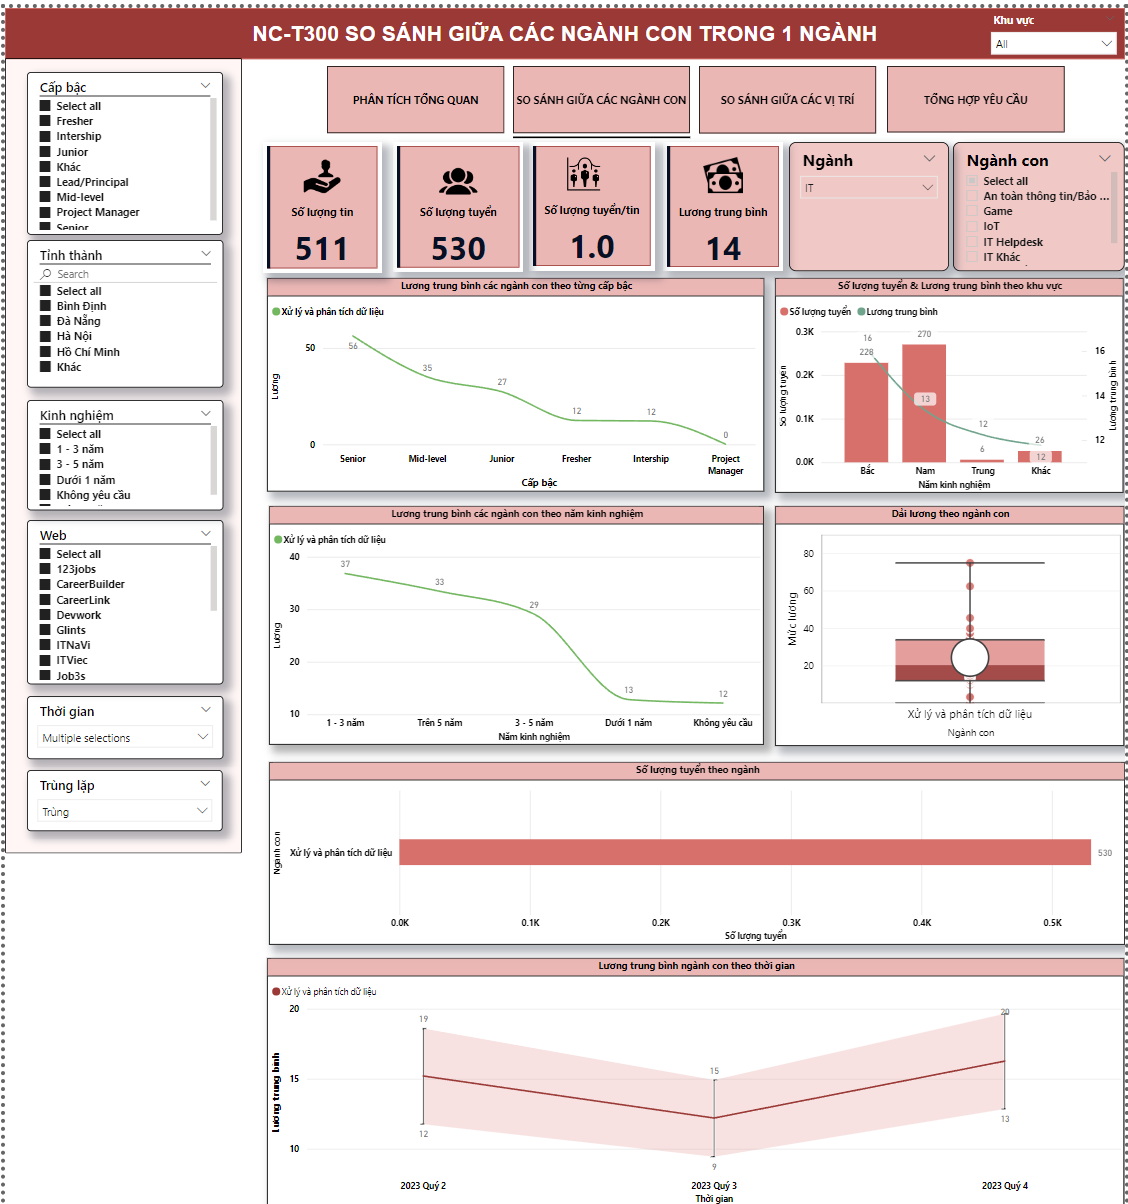 NC-T300 SO SÁNH GIỮA CÁC NGÀNH CON TRONG 1 NGÀNH
Khu vực
All
Cấp bậc
Select all
Fresher
Intership
Junior
Khác
Lead/Principal
Mid-level
Project Manager
Senior
Tỉnh thành
Search
Select all
Bình Định
Đà Nẵng
Hà Nội
Hồ Chí Minh
Khác
Kinh nghiệm
Select all
1 - 3 năm
3 - 5 năm
Dưới 1 năm
Không yêu cầu
Web
Select all
123jobs
CareerBuilder
CareerLink
Devwork
Glints
ITNaVi
ITViec
Job3s
Thời gian
Multiple selections
Trùng lặp
Trùng
PHÂN TÍCH TỔNG QUAN
SO SÁNH GIỮA CÁC NGÀNH CON
SO SÁNH GIỮA CÁC VỊ TRÍ
TỔNG HỢP YÊU CẦU
Số lượng tin
511
Số lượng tuyển
530
Số lượng tuyển/tin
1.0
Lương trung bình
14
Ngành
IT
Ngành con
Select all
An toàn thông tin/Bảo ...
Game
IoT
IT Helpdesk
IT Khác
Lương trung bình các ngành con theo từng cấp bậc
Xử lý và phân tích dữ liệu
Lương
50
0
56
35
27
12
12
0
Senior
Mid-level
Junior
Fresher
Intership
Project
Manager
Cấp bậc
Số lượng tuyển & Lương trung bình theo khu vực
Số lượng tuyển
Lương trung bình
Số lượng tuyển
0.3K
0.2K
0.1K
0.0K
16
228
270
13
12
6
26
12
16
14
12
Lương trung bình
Bắc
Nam
Trung
Khác
Năm kinh nghiệm
Lương trung bình các ngành con theo năm kinh nghiệm
Xử lý và phân tích dữ liệu
Lương
40
30
20
10
37
33
29
13
12
1 - 3 năm
Trên 5 năm
3 - 5 năm
Dưới 1 năm
Không yêu cầu
Năm kinh nghiệm
Dải lương theo ngành con
Mức lương
80
60
40
20
Xử lý và phân tích dữ liệu
Ngành con
Số lượng tuyển theo ngành
Ngành con
Xử lý và phân tích dữ liệu
530
0.0K
0.1K
0.2K
0.3K
0.4K
0.5K
Số lượng tuyển
Lương trung bình ngành con theo thời gian
Xử lý và phân tích dữ liệu
Lương trung bình
20
15
10
19
12
15
9
20
13
2023 Quý 2
2023 Quý 3
2023 Quý 4
Thời gian